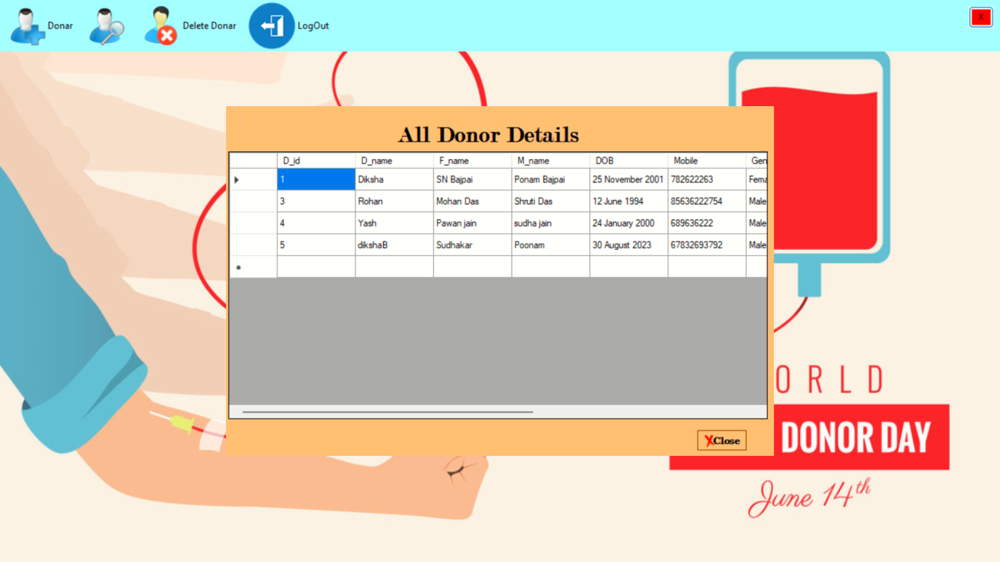 Donar Delete Donar LogOut X
All Donor Details
D_id D_name F_name M_name DOB Mobile Gen
1 Diksha SN Bajpai Ponam Bajpai 25 November 2001 782622263 Fema
3 Rohan Mohan Das Shruti Das 12 June 1994 85636222754 Male
4 Yash Pawan jain sudha jain 24 January 2000 689636222 Male
5 dikshaB Sudhakar Poonam 30 August 2023 67832693792 Male
XClose
ORLD
DONOR DAY
June 14th